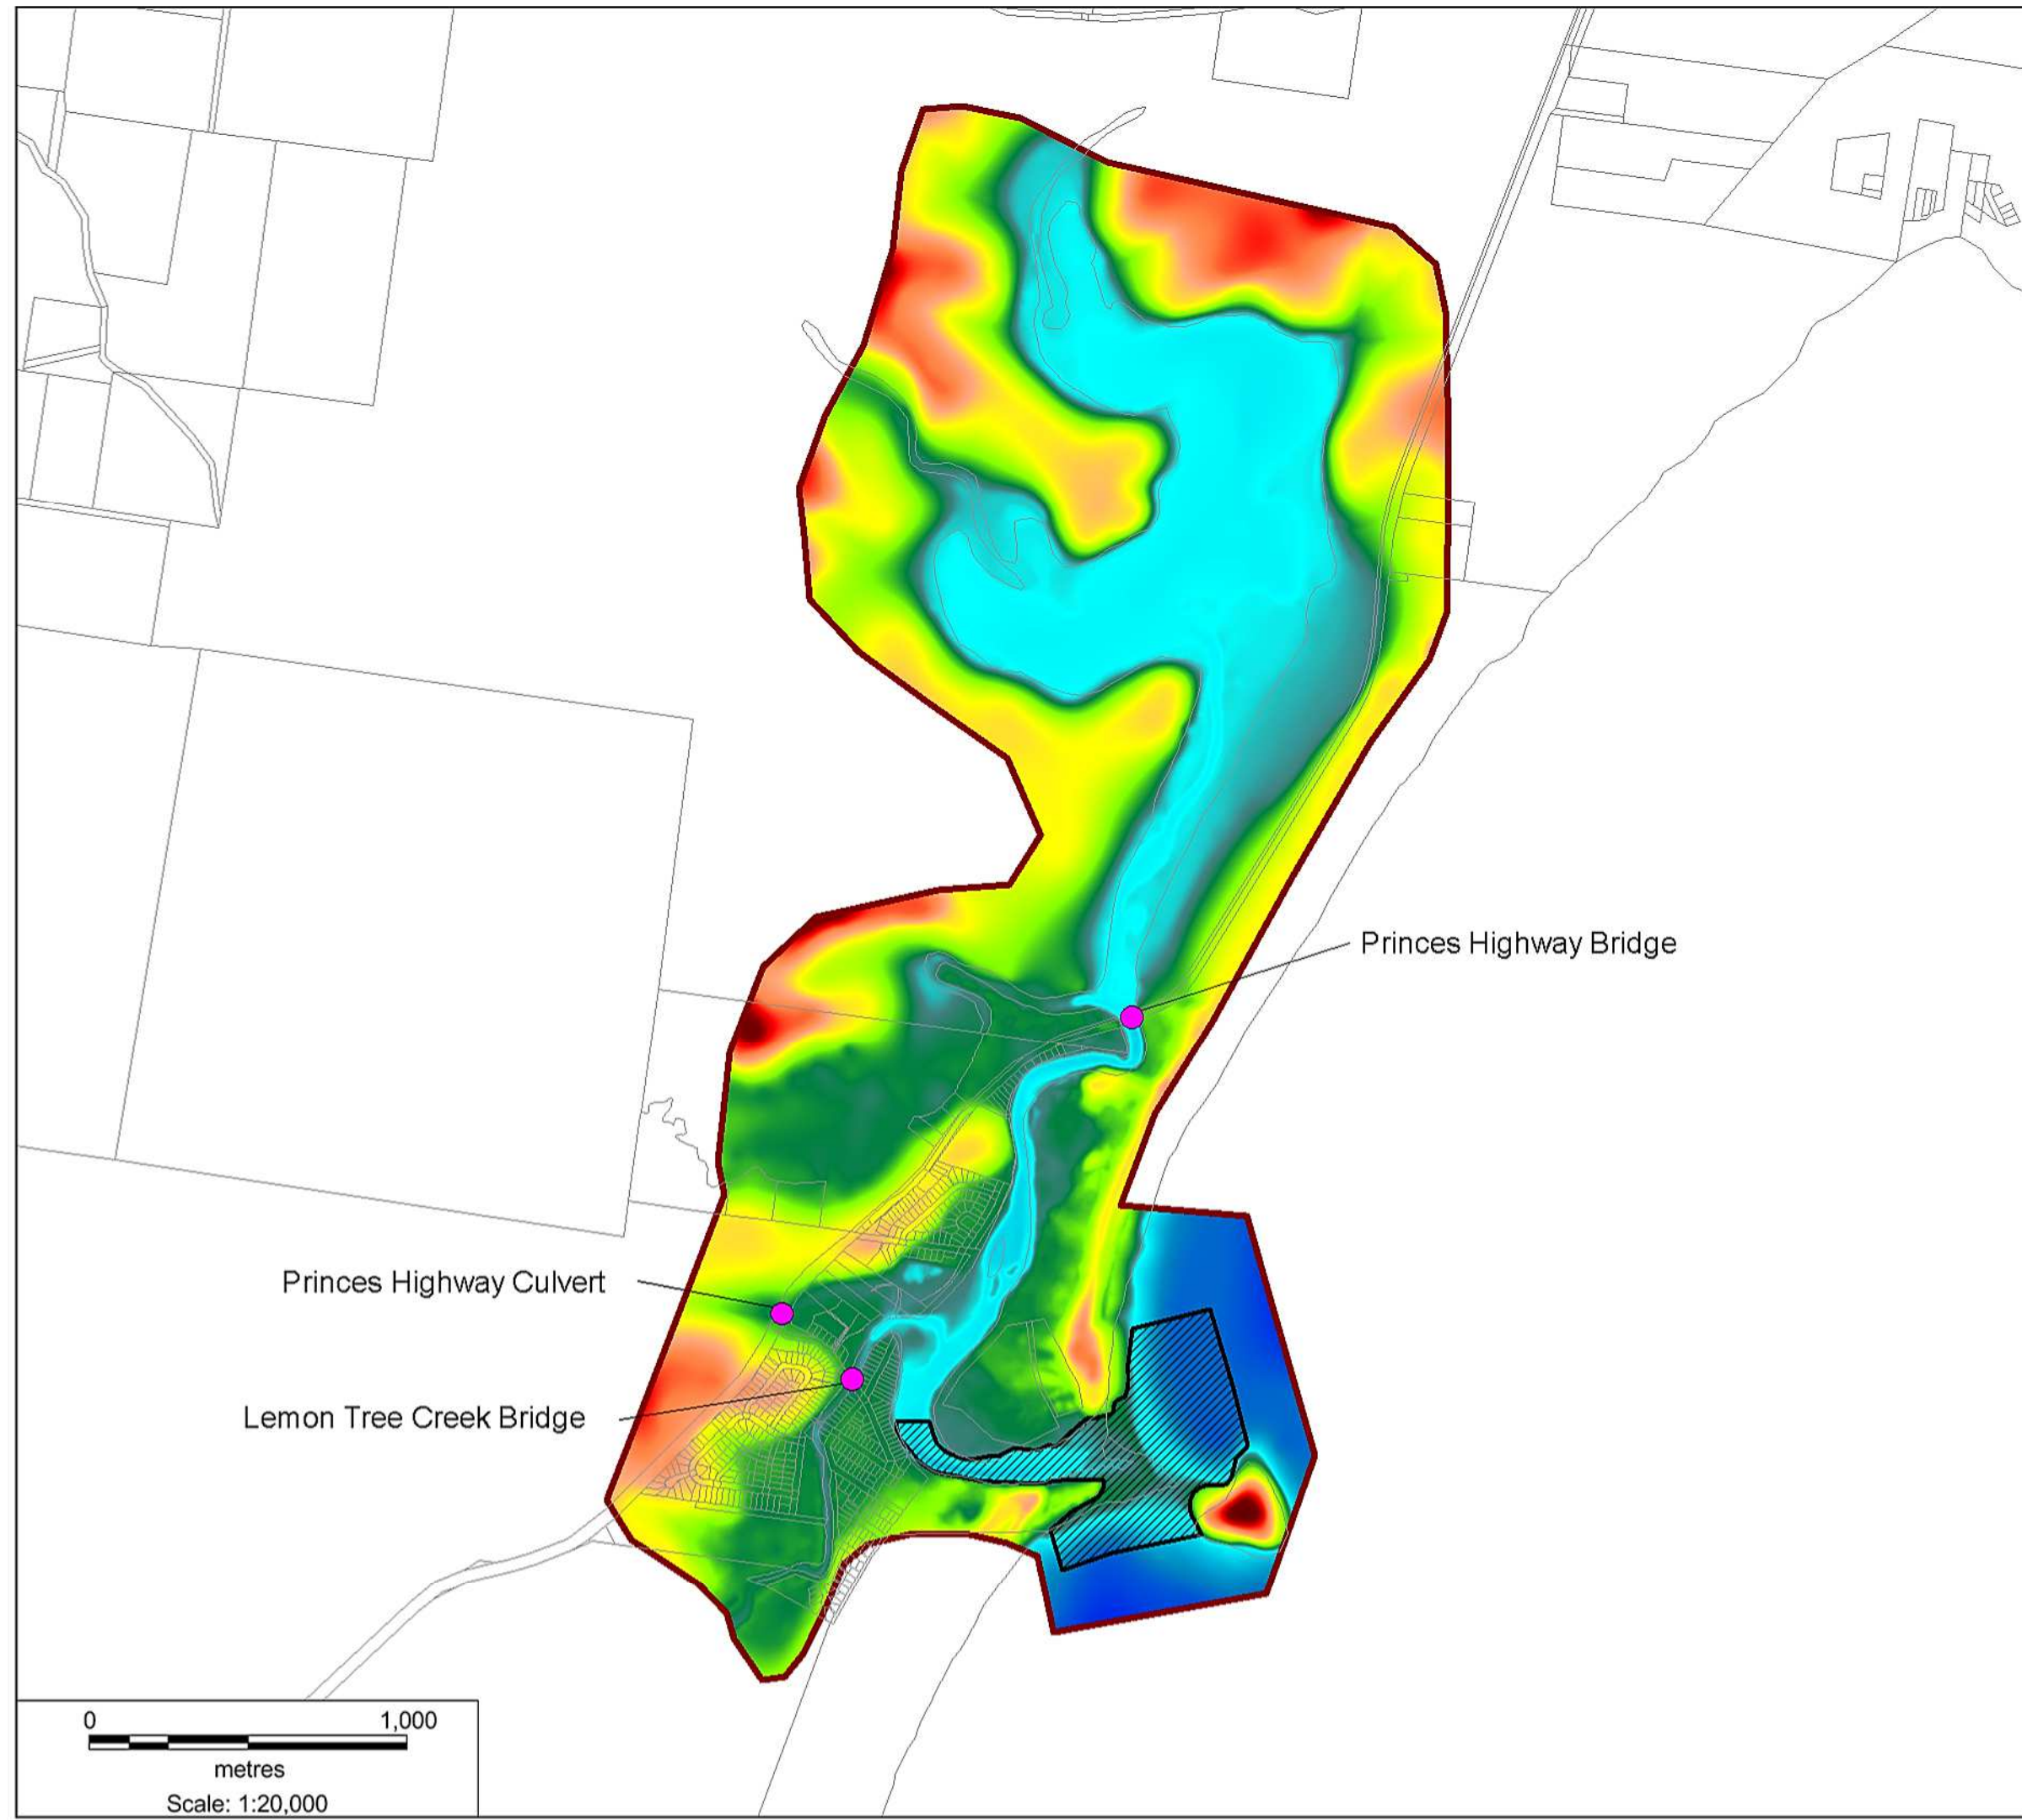 Princes Highway Bridge
Princes Highway Culvert
Lemon Tree Creek Bridge
0 1,000
metres
Scale: 1:20,000